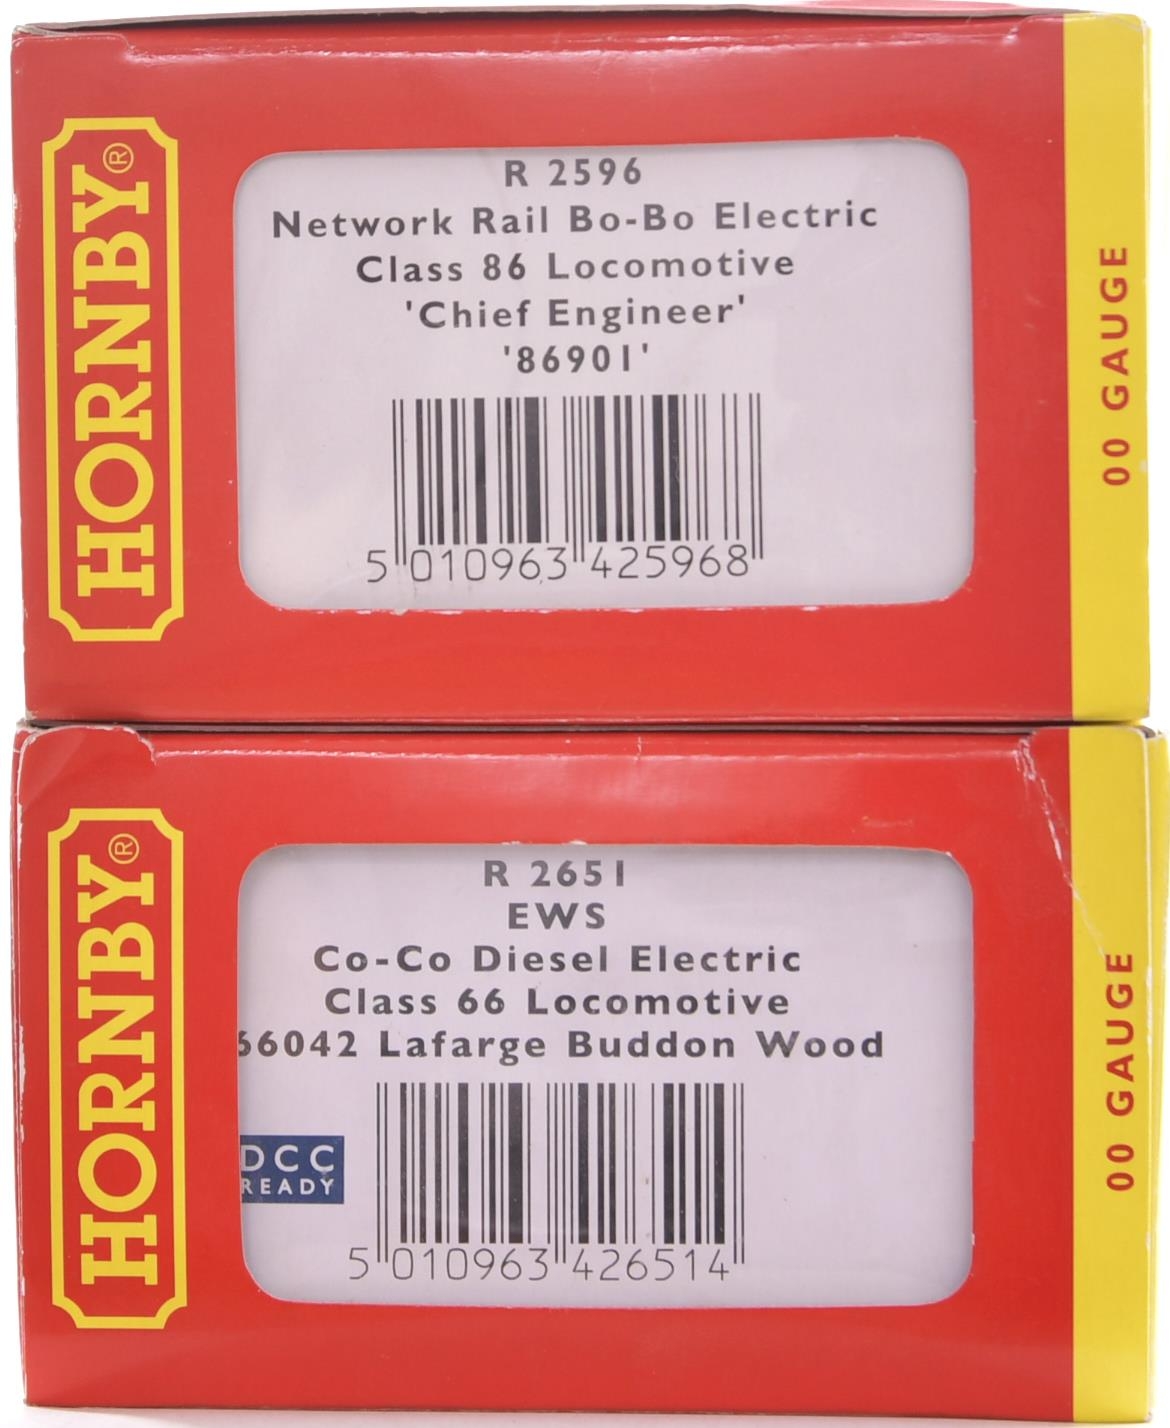 HORNBY®
R 2596
Network Rail Bo-Bo Electric
Class 86 Locomotive
'Chief Engineer'
'86901'
5 010963 425968
00 GAUGE
HORNBY®
R 2651
EWS
Co-Co Diesel Electric
Class 66 Locomotive
66042 Lafarge Buddon Wood
DCC
READY
5 010963 426514
00 GAUGE